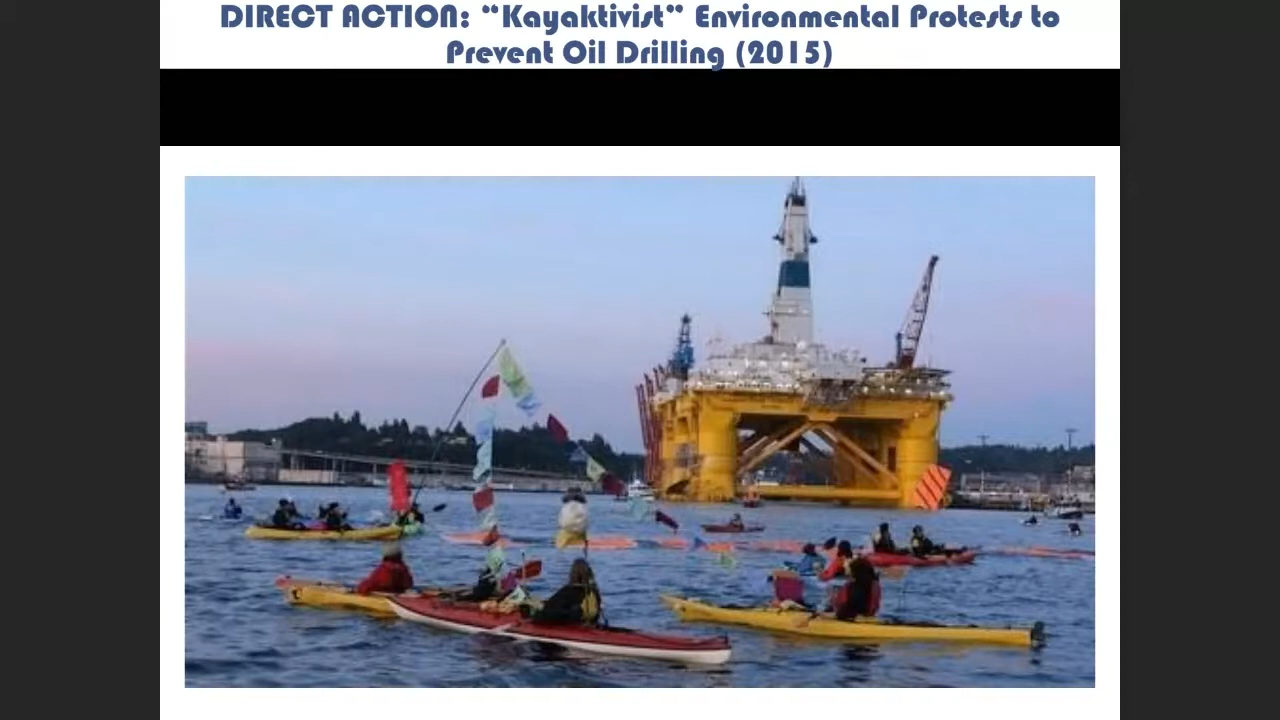 DIRECT ACTION: “Kayaktivist” Environmental Protests to
Prevent Oil Drilling (2015)